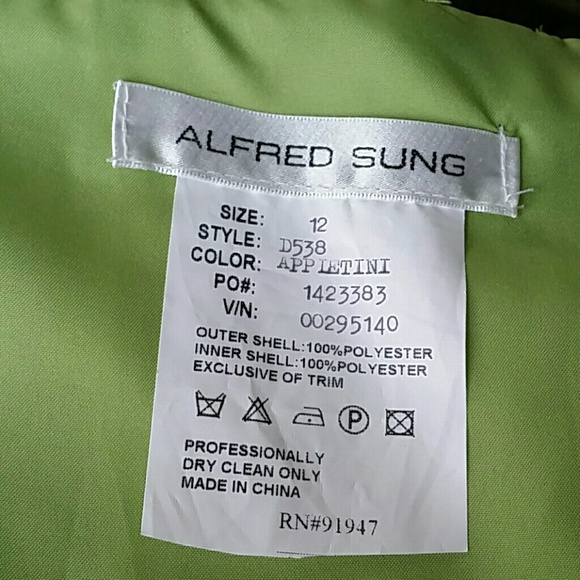 ALFRED SUNG
SIZE: 12
STYLE: D538
COLOR: APPIETINI
PO#: 1423383
V/N: 00295140
OUTER SHELL:100%POLYESTER
INNER SHELL:100%POLYESTER
EXCLUSIVE OF TRIM
P
PROFESSIONALLY
DRY CLEAN ONLY
MADE IN CHINA
RN#91947